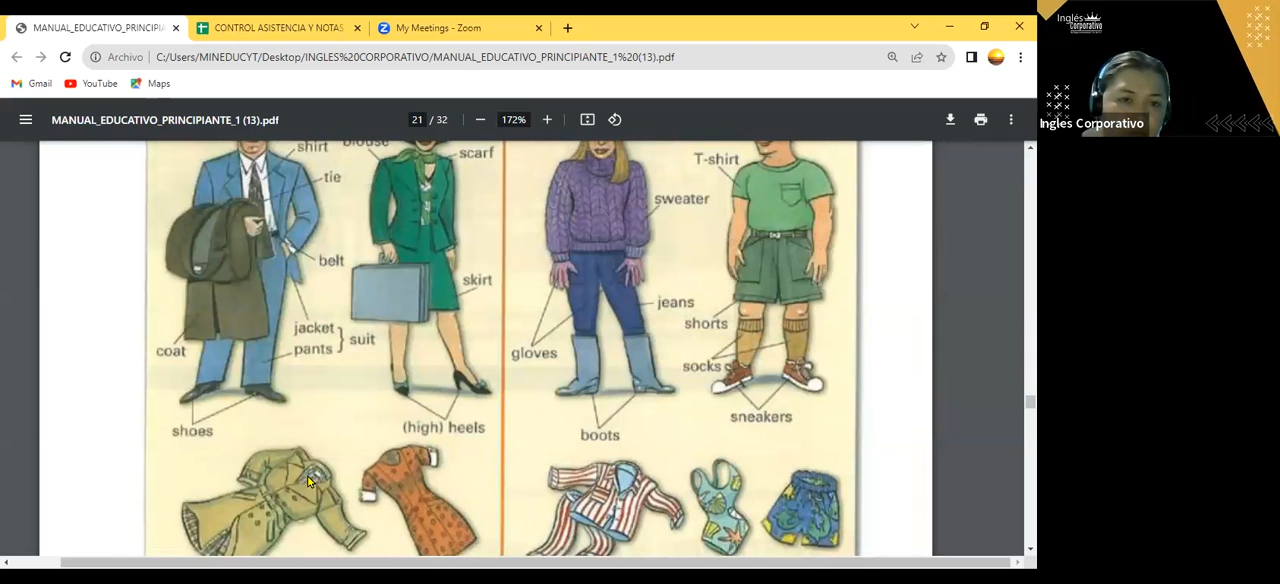 MANUAL_EDUCATIVO_PRINCIPIA
CONTROL ASISTENCIA Y NOTAS
My Meetings - Zoom
Archivo
C:/Users/MINEDUCYT/Desktop/INGLES%20CORPORATIVO/MANUAL_EDUCATIVO_PRINCIPIANTE_1%20(13).pdf
Gmail
YouTube
Maps
MANUAL_EDUCATIVO_PRINCIPIANTE_1 (13).pdf
21 / 32
172%
shirt
blouse
scarf
tie
belt
skirt
jacket
pants
suit
coat
shoes
(high) heels
T-shirt
sweater
jeans
shorts
gloves
socks
sneakers
boots
Inglés
Corporativo
Ingles Corporativo